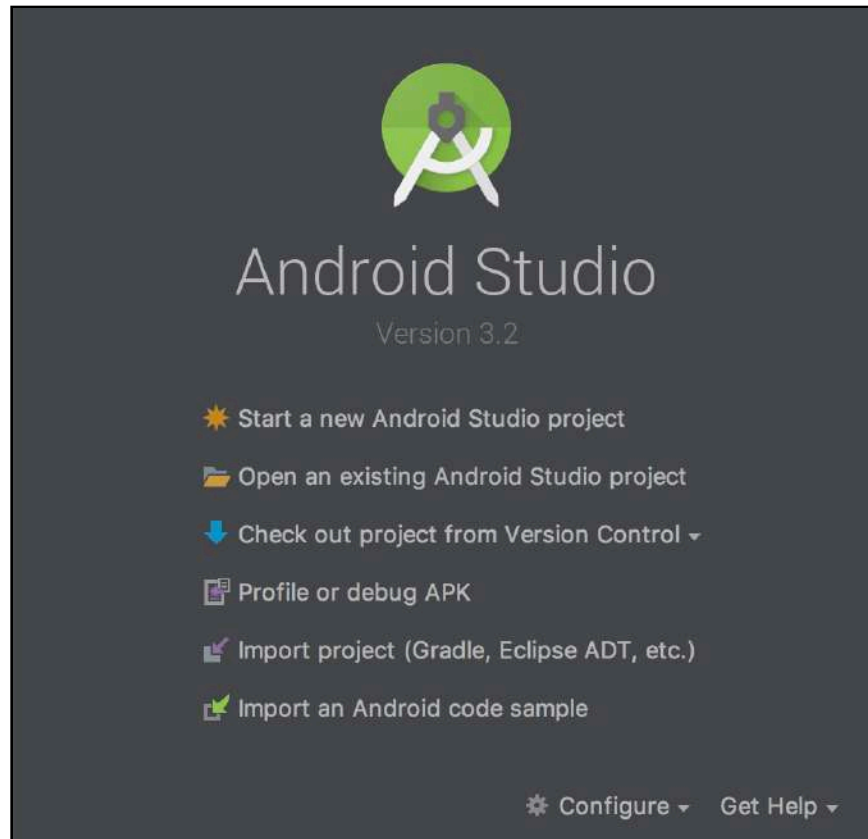 Android Studio
Version 3.2
Start a new Android Studio project
Open an existing Android Studio project
Check out project from Version Control
Profile or debug APK
Import project (Gradle, Eclipse ADT, etc.)
Import an Android code sample
Configure Get Help